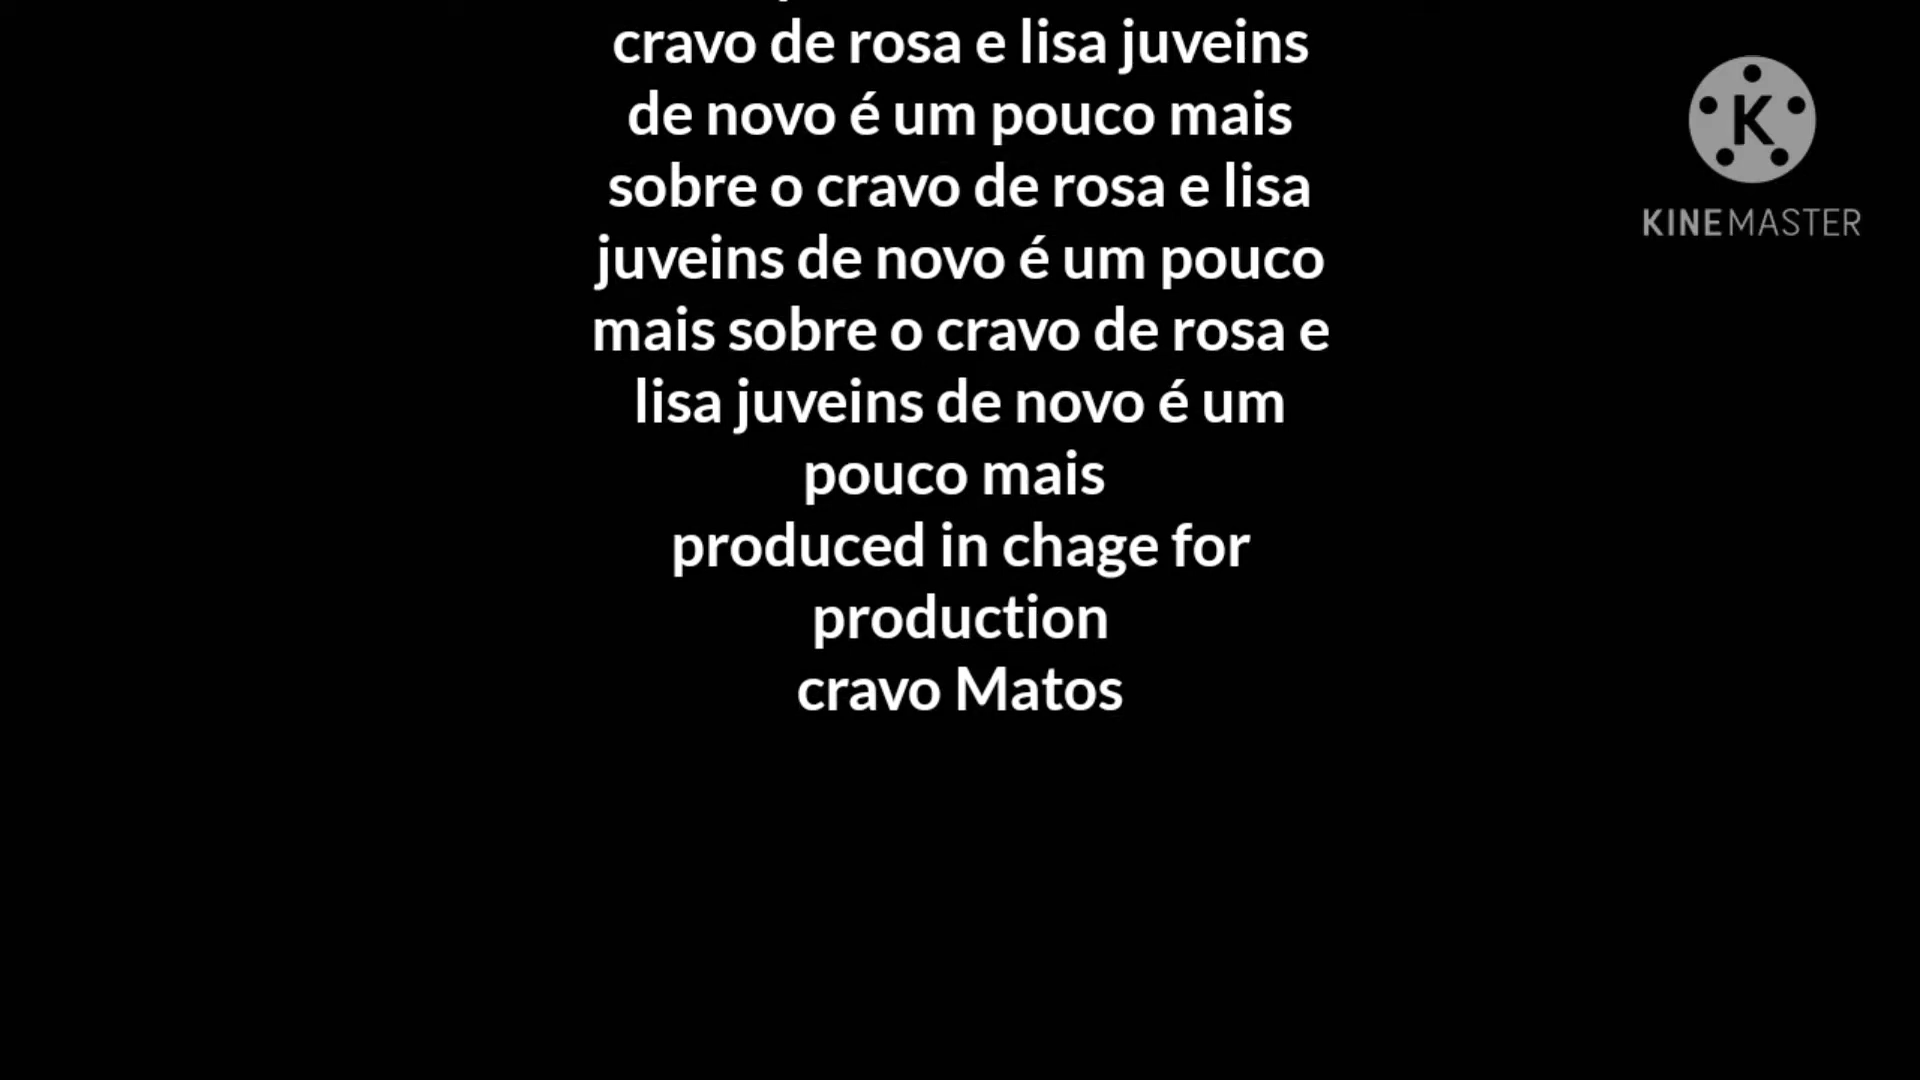 cravo de rosa e lisa juveins
de novo é um pouco mais
sobre o cravo de rosa e lisa
juveins de novo é um pouco
mais sobre o cravo de rosa e
lisa juveins de novo é um
pouco mais
produced in chage for
production
cravo Matos
K
KINEMASTER